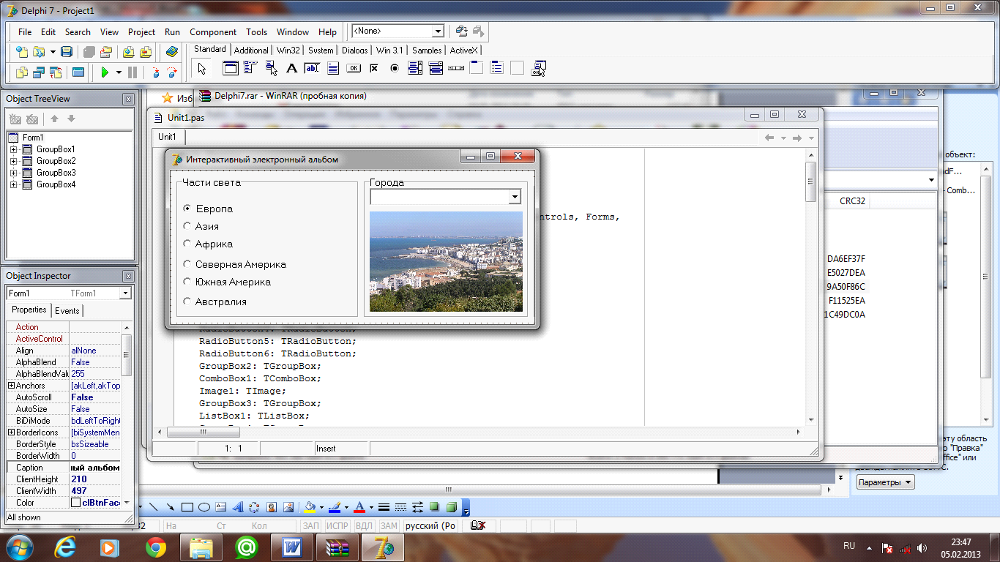 Delphi 7 - Project1
File Edit Search View Project Run Component Tools Window Help <None>
Standard Additional Win32 System Dialogs Win 3.1 Samples ActiveX
Object TreeView
Form1
GroupBox1
GroupBox2
GroupBox3
GroupBox4
Object Inspector
Form1 TForm1
Properties Events
Action
ActiveControl
Align alNone
AlphaBlend False
AlphaBlendValu 255
Anchors [akLeft,akTop
AutoScroll False
AutoSize False
BiDiMode bdLeftToRigh
BorderIcons [biSystemMen
BorderStyle bsSizeable
BorderWidth 0
Caption ный альбом
ClientHeight 210
ClientWidth 497
Color clBtnFace
All shown
Изб
Delphi7.rar - WinRAR (пробная копия)
Unit1.pas
Unit1
Интерактивный электронный альбом
Части света
Европа
Азия
Африка
Северная Америка
Южная Америка
Австралия
Города
ntrols, Forms,
RadioButton5: TRadioButton;
RadioButton6: TRadioButton;
GroupBox2: TGroupBox;
ComboBox1: TComboBox;
Image1: TImage;
GroupBox3: TGroupBox;
ListBox1: TListBox;
1: 1 Insert
CRC32
DA6EF37F
E5027DEA
9A50F86C
F11525EA
1C49DC0A
объект:
adF...
- Comb...
эту область
о "Правка"
ffice" или
Параметры
На Ст Кол ЗАП ИСПР ВДЛ ЗАМ русский (Ро
RU
23:47
05.02.2013